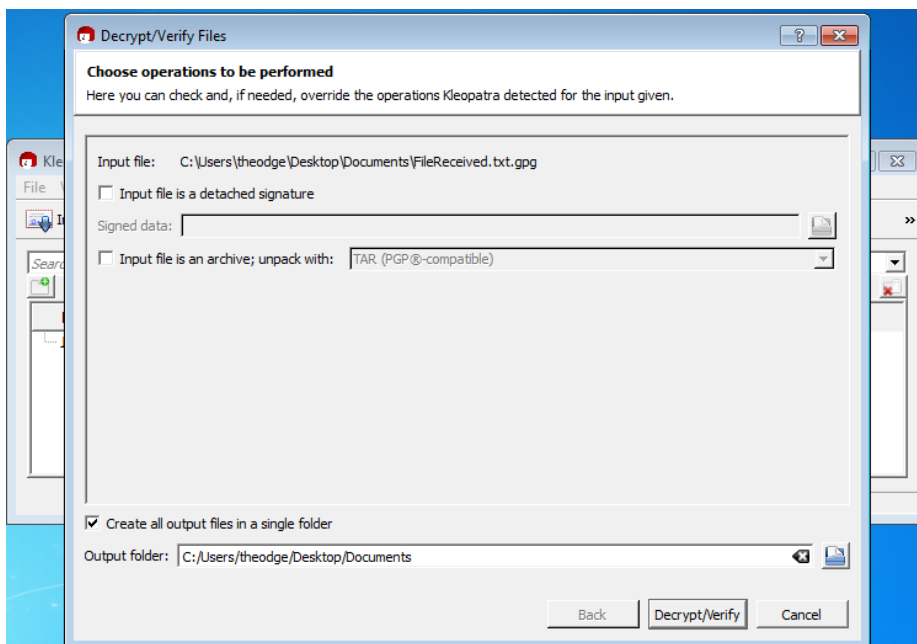 Decrypt/Verify Files
Choose operations to be performed
Here you can check and, if needed, override the operations Kleopatra detected for the input given.
Kle
File
Input file: C:\Users\theodge\Desktop\Documents\FileReceived.txt.gpg
Input file is a detached signature
Signed data:
Input file is an archive; unpack with: TAR (PGP®-compatible)
Create all output files in a single folder
Output folder: C:/Users/theodge/Desktop/Documents
Back Decrypt/Verify Cancel